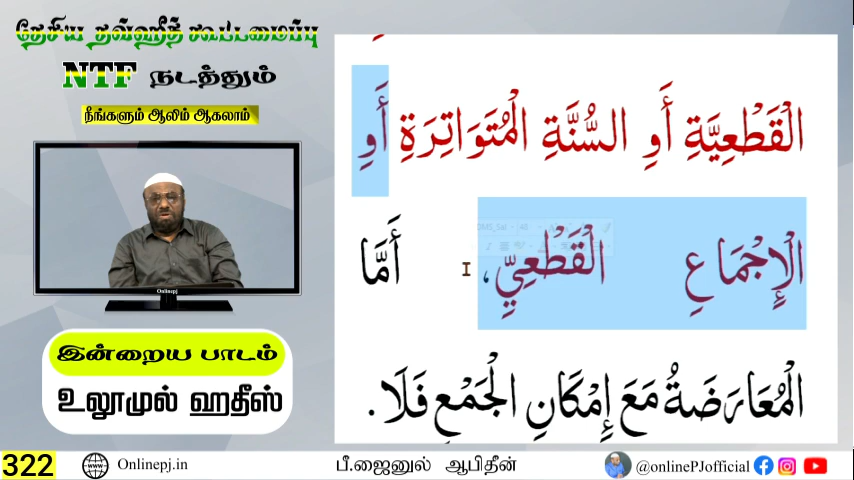 தேசிய தவ்ஹீத் கூட்டமைப்பு
NTF நடத்தும்
நீங்களும் ஆலிம் ஆகலாம்
Onlinepj
இன்றைய பாடம்
உலூமுல் ஹதீஸ்
الْقَطْعِيَّةِ أَوِ السُّنَّةِ الْمُتَوَاتِرَةِ أَوِ
الْإِجْمَاعِ الْقَطْعِيِّ، أَمَّا
الْمُعَارَضَةُ مَعَ إِمْكَانِ الْجَمْعِ فَلَا.
322 Onlinepj.in பீ.ஜைனுல் ஆபிதீன் @onlinePJofficial